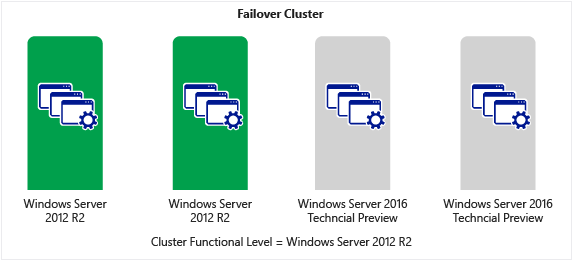 Failover Cluster
Windows Server
2012 R2
Windows Server
2012 R2
Windows Server 2016
Techncial Preview
Windows Server 2016
Techncial Preview
Cluster Functional Level = Windows Server 2012 R2